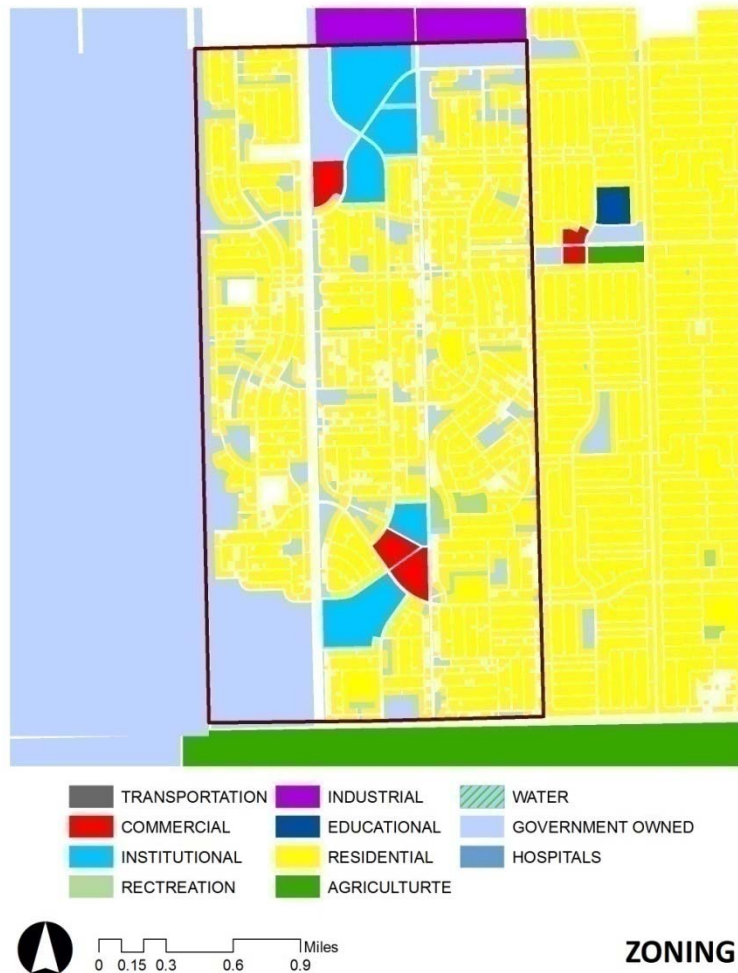 TRANSPORTATION INDUSTRIAL WATER
COMMERCIAL EDUCATIONAL GOVERNMENT OWNED
INSTITUTIONAL RESIDENTIAL HOSPITALS
RECTREATION AGRICULTURTE
Miles
0 0.15 0.3 0.6 0.9
ZONING